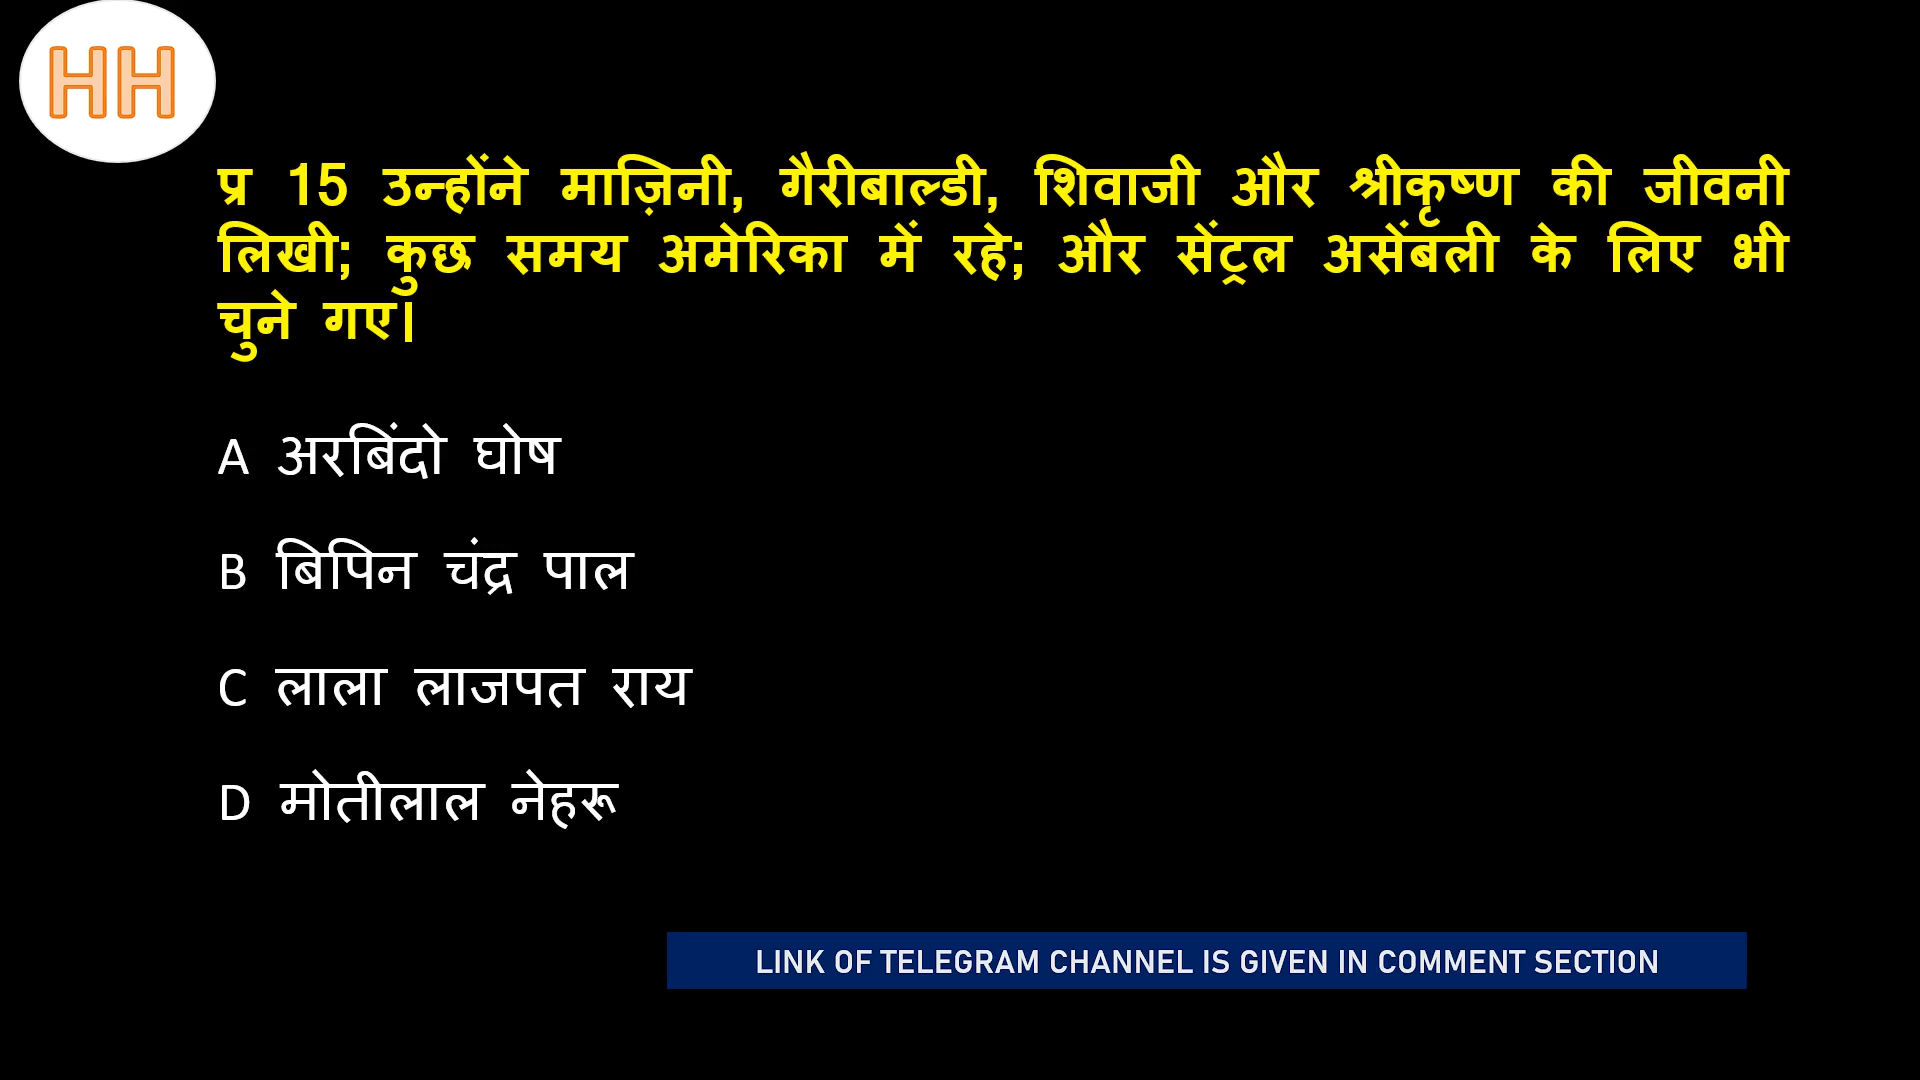 HH
प्र 15 उन्होंने माज़िनी, गैरीबाल्डी, शिवाजी और श्रीकृष्ण की जीवनी
लिखी; कुछ समय अमेरिका में रहे; और सेंट्रल असेंबली के लिए भी
चुने गए।
A अरबिंदो घोष
B बिपिन चंद्र पाल
C लाला लाजपत राय
D मोतीलाल नेहरू
LINK OF TELEGRAM CHANNEL IS GIVEN IN COMMENT SECTION